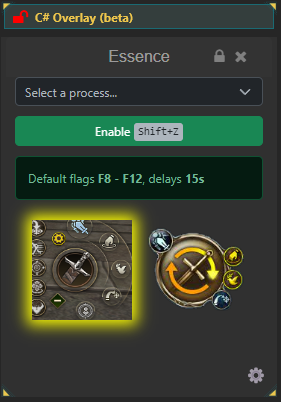 C# Overlay (beta)
Essence
Select a process...
Enable Shift+Z
Default flags F8 - F12, delays 15s